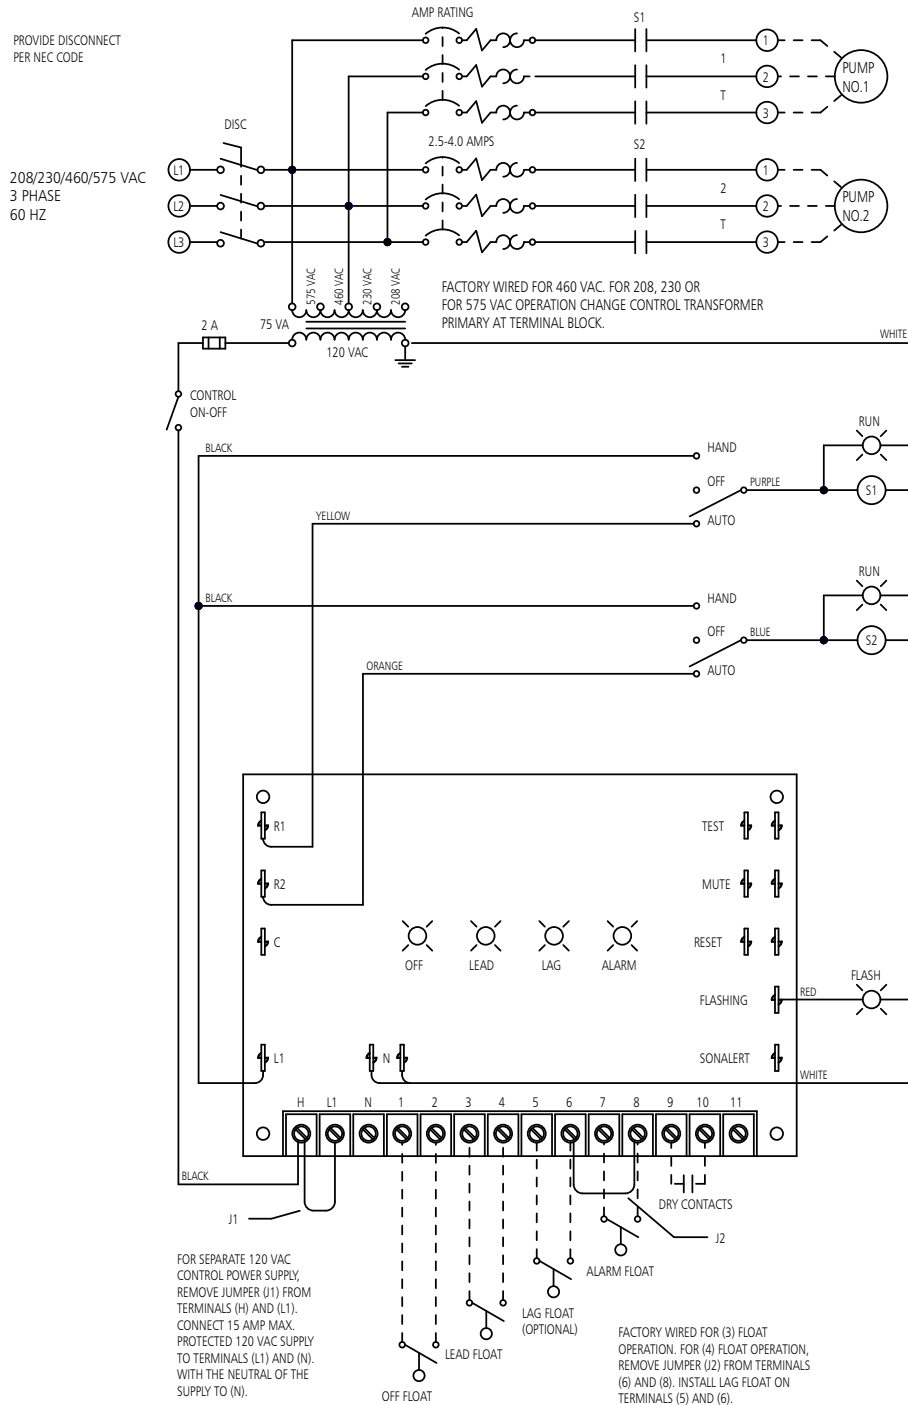 AMP RATING
S1
PROVIDE DISCONNECT
PER NEC CODE
1
1
2
T
3
PUMP
NO.1
DISC
2.5-4.0 AMPS
S2
208/230/460/575 VAC
3 PHASE
60 HZ
L1
L2
L3
1
2
2
T
3
PUMP
NO.2
575 VAC
460 VAC
230 VAC
208 VAC
FACTORY WIRED FOR 460 VAC. FOR 208, 230 OR
FOR 575 VAC OPERATION CHANGE CONTROL TRANSFORMER
PRIMARY AT TERMINAL BLOCK.
2 A
75 VA
120 VAC
WHITE
CONTROL
ON-OFF
BLACK
HAND
OFF
AUTO
PURPLE
RUN
S1
YELLOW
BLACK
HAND
OFF
AUTO
BLUE
RUN
S2
ORANGE
R1
TEST
R2
MUTE
C
OFF
LEAD
LAG
ALARM
RESET
FLASHING
RED
FLASH
L1
N
SONALERT
WHITE
H
L1
N
1
2
3
4
5
6
7
8
9
10
11
BLACK
DRY CONTACTS
J1
J2
FOR SEPARATE 120 VAC
CONTROL POWER SUPPLY,
REMOVE JUMPER (J1) FROM
TERMINALS (H) AND (L1).
CONNECT 15 AMP MAX.
PROTECTED 120 VAC SUPPLY
TO TERMINALS (L1) AND (N).
WITH THE NEUTRAL OF THE
SUPPLY TO (N).
ALARM FLOAT
LAG FLOAT
(OPTIONAL)
LEAD FLOAT
OFF FLOAT
FACTORY WIRED FOR (3) FLOAT
OPERATION. FOR (4) FLOAT OPERATION,
REMOVE JUMPER (J2) FROM TERMINALS
(6) AND (8). INSTALL LAG FLOAT ON
TERMINALS (5) AND (6).